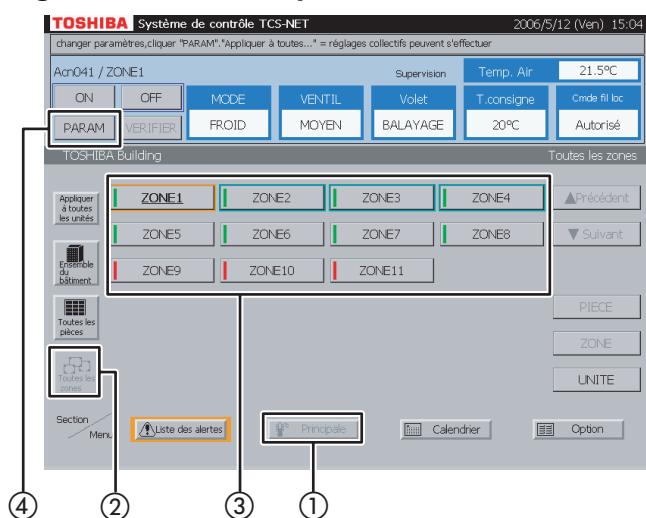 TOSHIBA Système de contrôle TCS-NET 2006/5/12 (Ven) 15:04
changer paramètres,cliquer "PARAM"."Appliquer à toutes..." = réglages collectifs peuvent s'effectuer
Acn041 / ZONE1 Supervision Temp. Air 21.5ºC
ON OFF MODE VENTIL Volet T.consigne Cmde fil loc
PARAM VERIFIER FROID MOYEN BALAYAGE 20ºC Autorisé
TOSHIBA Building Toutes les zones
Appliquer
à toutes
les unités
ZONE1 ZONE2 ZONE3 ZONE4 ▲Précédent
ZONE5 ZONE6 ZONE7 ZONE8 ▼ Suivant
Ensemble
du
bâtiment
ZONE9 ZONE10 ZONE11
Toutes les
pièces
PIECE
Toutes les
zones
ZONE
UNITE
Section
Menu
Liste des alertes Principale Calendrier Option
④ ② ③ ①